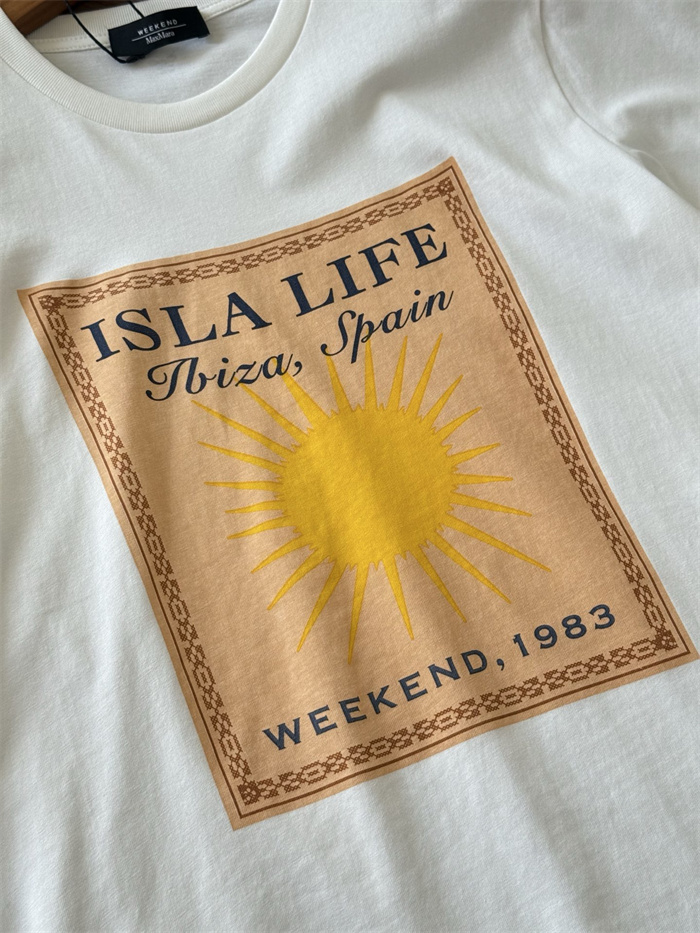 WEEKEND
MaxMara
ISLA LIFE
Ibiza, Spain
WEEKEND, 1983